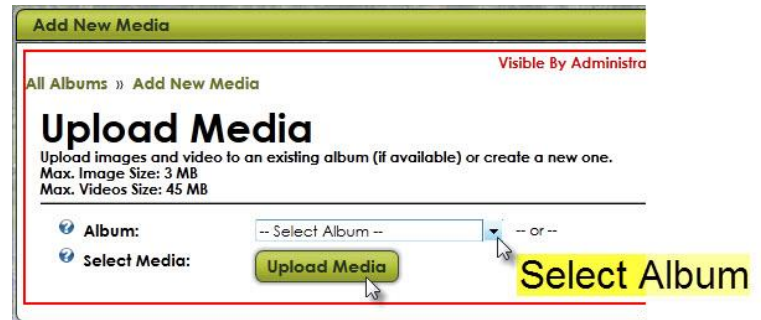 Add New Media
Visible By Administra
All Albums » Add New Media
Upload Media
Upload images and video to an existing album (if available) or create a new one.
Max. Image Size: 3 MB
Max. Videos Size: 45 MB
Album: -- Select Album -- -- or --
Select Media: Upload Media
Select Album